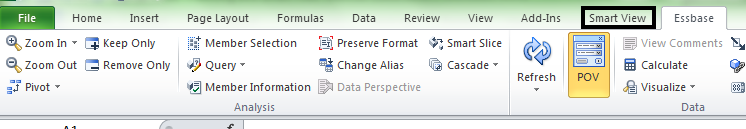 File Home Insert Page Layout Formulas Data Review View Add-Ins Smart View Essbase
Zoom In Keep Only Member Selection Preserve Format Smart Slice View Comments
Zoom Out Remove Only Query Change Alias Cascade Refresh POV Calculate
Pivot Member Information Data Perspective Visualize
Analysis Data